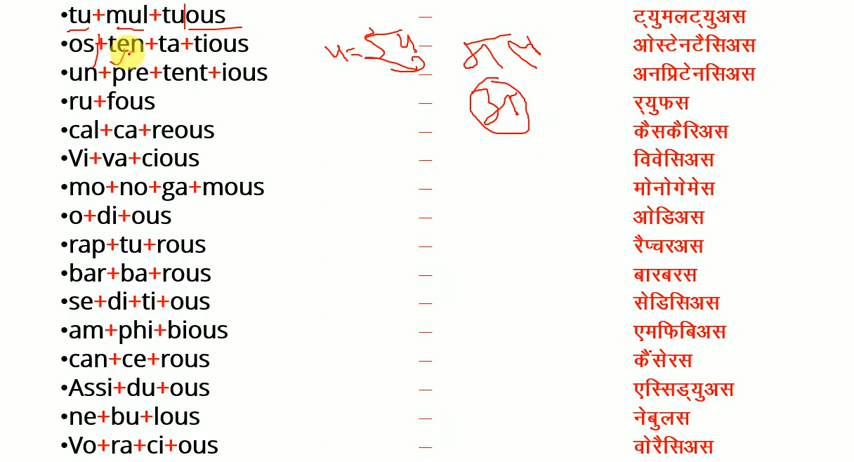 •tu+mul+tuous – ट्युमलट्युअस
•os+ten+ta+tious – ओस्टेनटैसिअस
•un+pre+tent+ious – अनप्रिटेनसिअस
•ru+fous – र्‍युफस
•cal+ca+reous – कैसकैरिअस
•Vi+va+cious – विवेसिअस
•mo+no+ga+mous – मोनोगेमेस
•o+di+ous – ओडिअस
•rap+tu+rous – रैप्चरअस
•bar+ba+rous – बारबरस
•se+di+ti+ous – सेडिसिअस
•am+phi+bious – एमफिबिअस
•can+ce+rous – कैंसेरस
•Assi+du+ous – एस्सिड्युअस
•ne+bu+lous – नेबुलस
•Vo+ra+ci+ous – वोरैसिअस